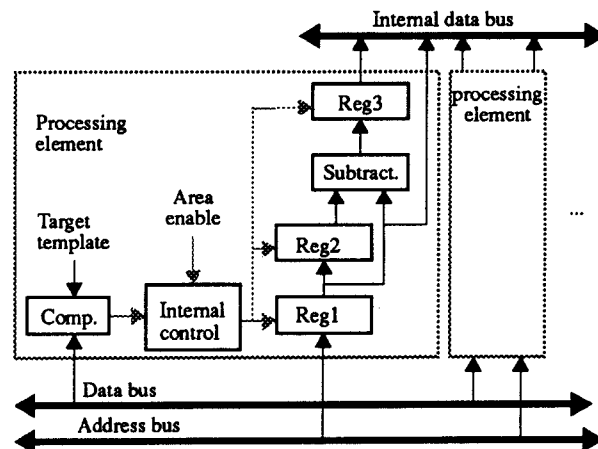 Internal data bus
Processing
element
Reg3
processing
element
Subtract.
Area
enable
Target
template
Reg2
...
Comp.
Internal
control
Reg1
Data bus
Address bus